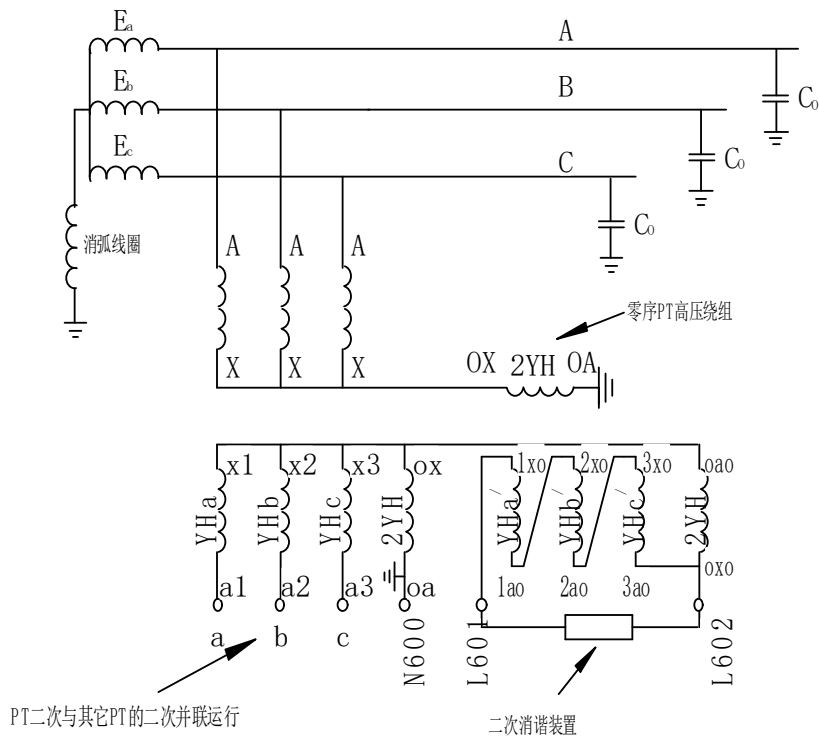 Ea
A
Eb
B
C0
Ec
C
C0
消弧线圈
C0
A A A
零序PT高压绕组
X X X OX 2YH OA
x1 x2 x3 ox 1xo 2xo 3xo oao
YHa YHb YHc 2YH YHa′ YHb′ YHc′ 2YH
oxo
a1 a2 a3 oa 1ao 2ao 3ao
a b c N600 L601 L602
PT二次与其它PT的二次并联运行
二次消谐装置